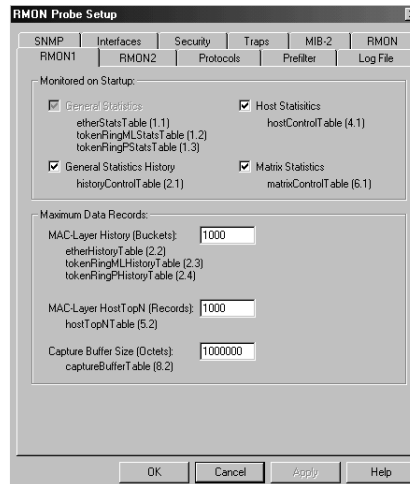 RMON Probe Setup
SNMP Interfaces Security Traps MIB-2 RMON
RMON1 RMON2 Protocols Prefilter Log File
Monitored on Startup:
General Statistics
etherStatsTable (1.1)
tokenRingMLStatsTable (1.2)
tokenRingPStatsTable (1.3)
Host Statisitics
hostControlTable (4.1)
General Statistics History
historyControlTable (2.1)
Matrix Statistics
matrixControlTable (6.1)
Maximum Data Records:
MAC-Layer History (Buckets): 1000
etherHistoryTable (2.2)
tokenRingMLHistoryTable (2.3)
tokenRingPHistoryTable (2.4)
MAC-Layer HostTopN (Records): 1000
hostTopNTable (5.2)
Capture Buffer Size (Octets): 1000000
captureBufferTable (8.2)
OK Cancel Apply Help